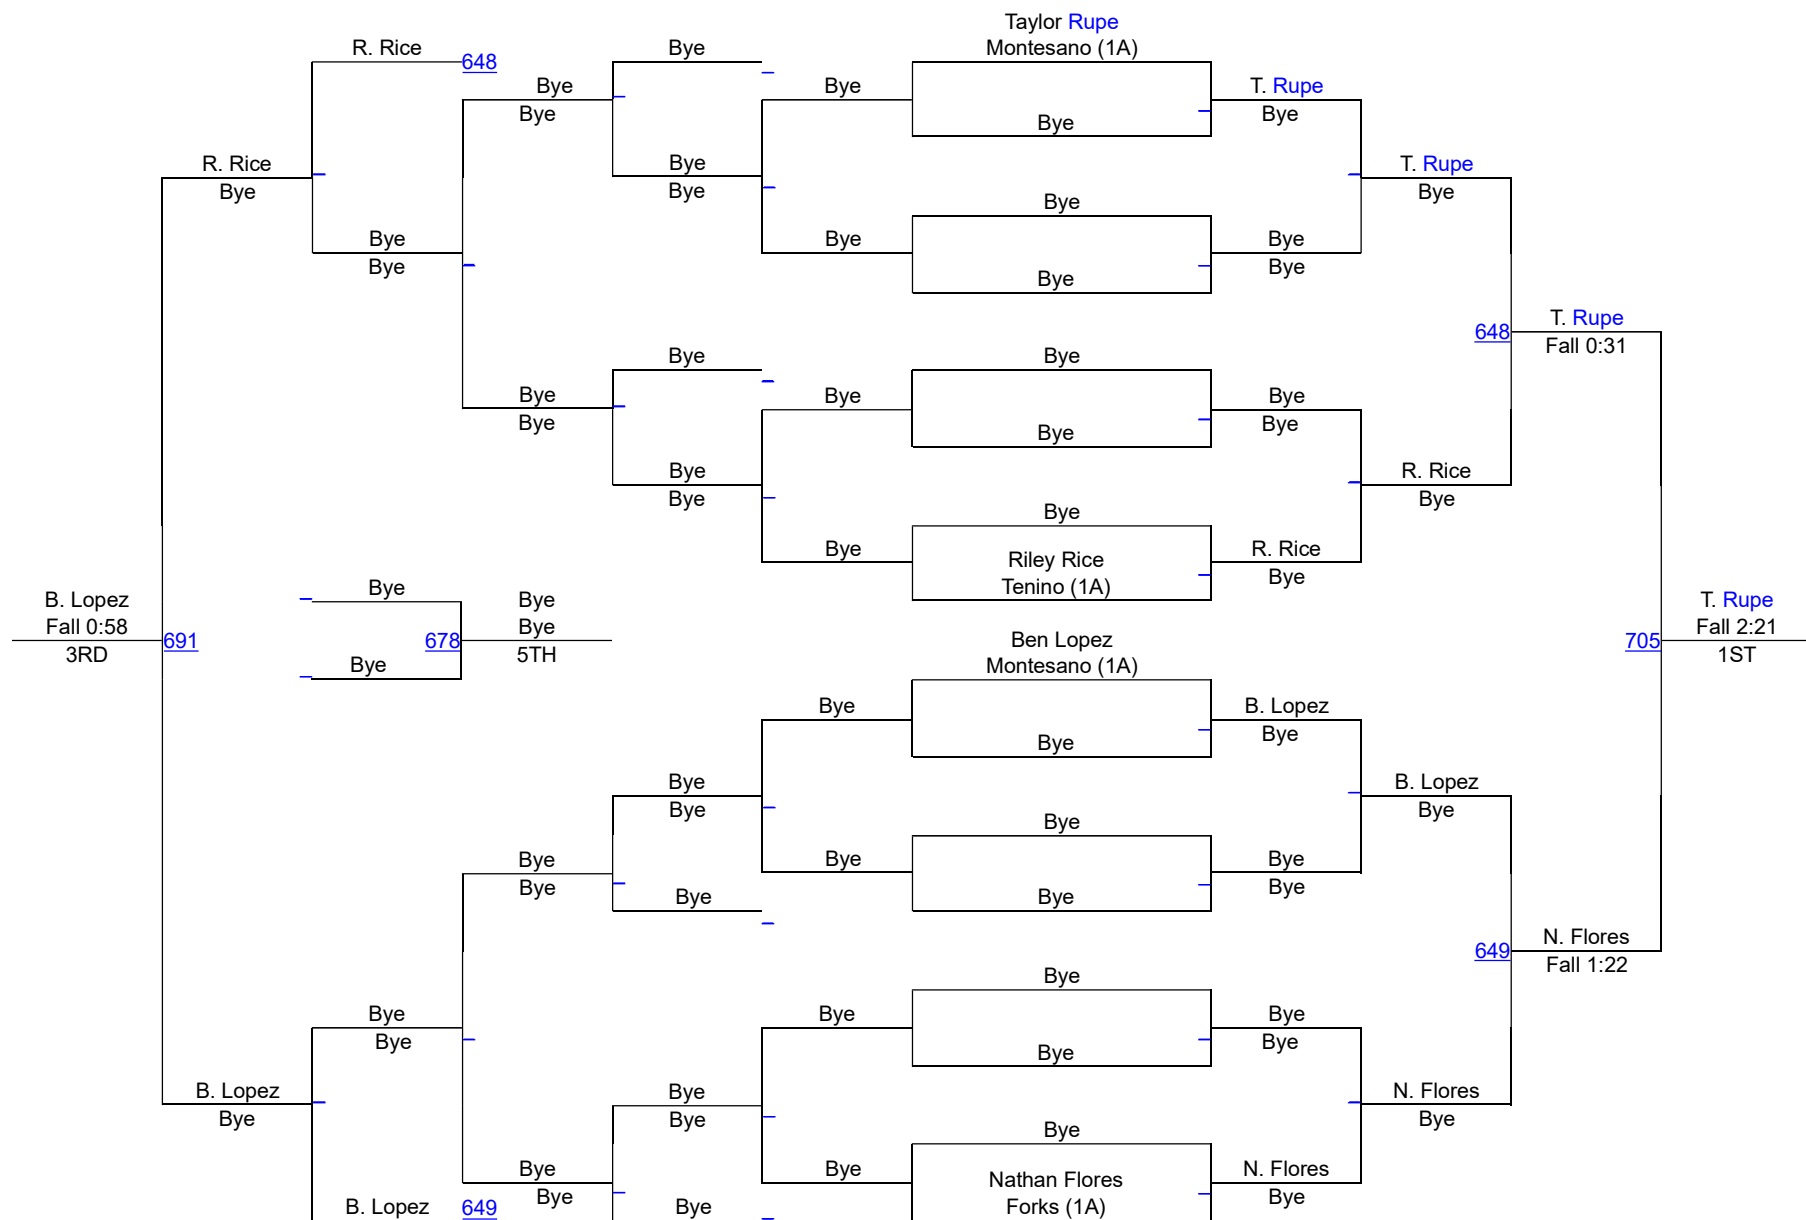 Taylor Rupe
R. Rice
Bye
Montesano (1A)
648
Bye
Bye
T. Rupe
Bye
Bye
Bye
R. Rice
Bye
T. Rupe
Bye
Bye
Bye
Bye
Bye
Bye
Bye
Bye
Bye
Bye
Bye
T. Rupe
648
Fall 0:31
Bye
Bye
Bye
Bye
Bye
Bye
Bye
Bye
Bye
R. Rice
Bye
Bye
Bye
Bye
R. Rice
Riley Rice
Bye
Tenino (1A)
Bye
Bye
B. Lopez
Bye
T. Rupe
Fall 0:58
Fall 2:21
691
678
705
3RD
5TH
1ST
Ben Lopez
Bye
Montesano (1A)
Bye
B. Lopez
Bye
Bye
Bye
B. Lopez
Bye
Bye
Bye
Bye
Bye
Bye
Bye
Bye
Bye
Bye
N. Flores
649
Fall 1:22
Bye
Bye
Bye
Bye
Bye
Bye
Bye
B. Lopez
Bye
N. Flores
Bye
Bye
Bye
Bye
Bye
Bye
N. Flores
Nathan Flores
Bye
Bye
B. Lopez
649
Bye
Forks (1A)